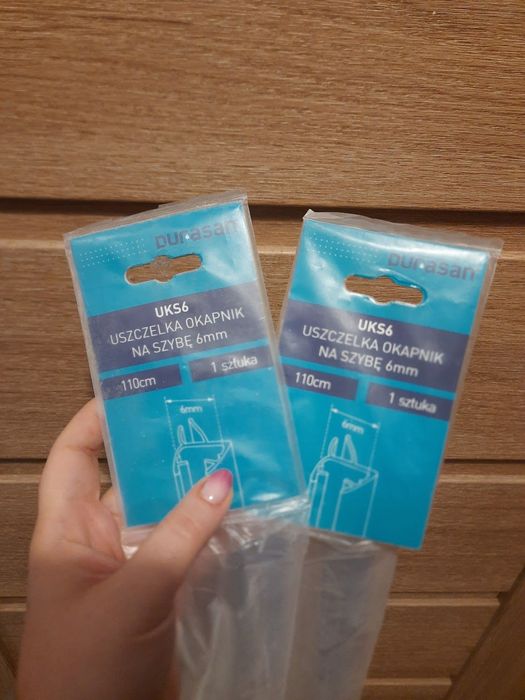 Durasan
UKS6
USZCZELKA OKAPNIK
NA SZYBĘ 6mm
110cm
1 sztuka
6mm
Durasan
UKS6
USZCZELKA OKAPNIK
NA SZYBĘ 6mm
110cm
1 sztuka
6mm